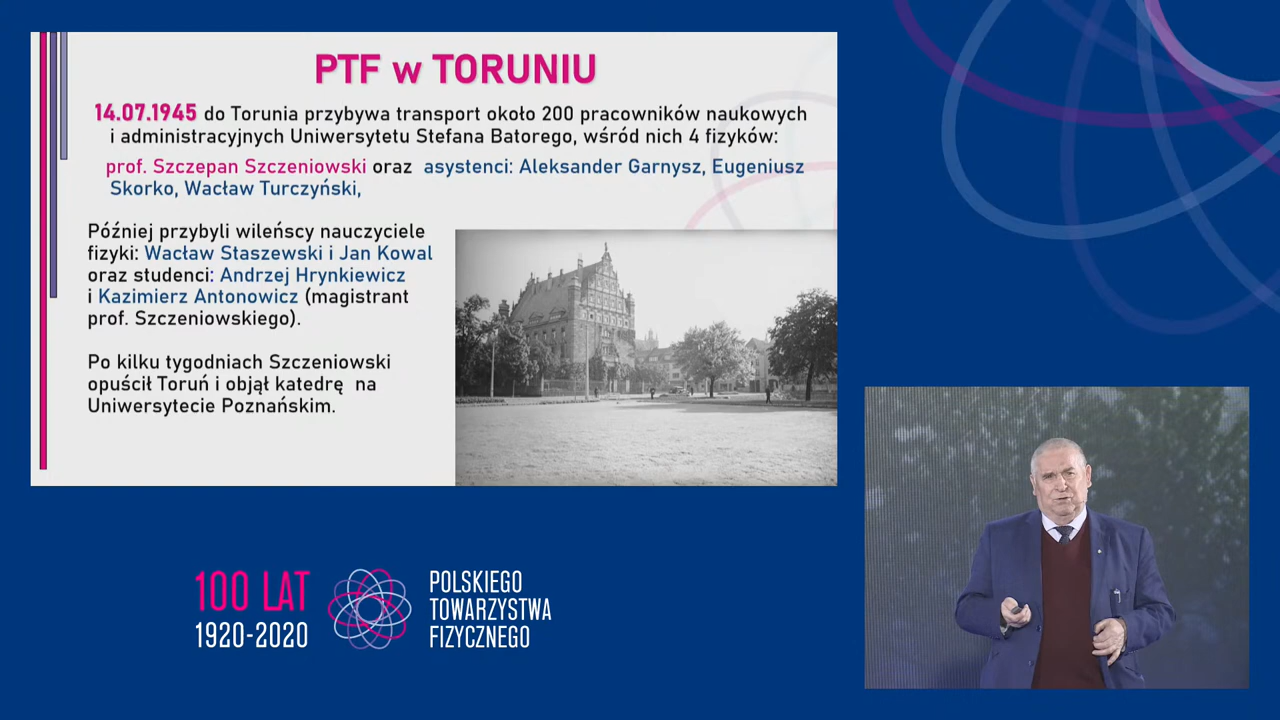 PTF w TORUNIU
14.07.1945 do Torunia przybywa transport około 200 pracowników naukowych
i administracyjnych Uniwersytetu Stefana Batorego, wśród nich 4 fizyków:
prof. Szczepan Szczeniowski oraz asystenci: Aleksander Garnysz, Eugeniusz
Skorko, Wacław Turczyński,
Później przybyli wileńscy nauczyciele
fizyki: Wacław Staszewski i Jan Kowal
oraz studenci: Andrzej Hrynkiewicz
i Kazimierz Antonowicz (magistrant
prof. Szczeniowskiego).
Po kilku tygodniach Szczeniowski
opuścił Toruń i objął katedrę na
Uniwersytecie Poznańskim.
100 LAT
1920-2020
POLSKIEGO
TOWARZYSTWA
FIZYCZNEGO